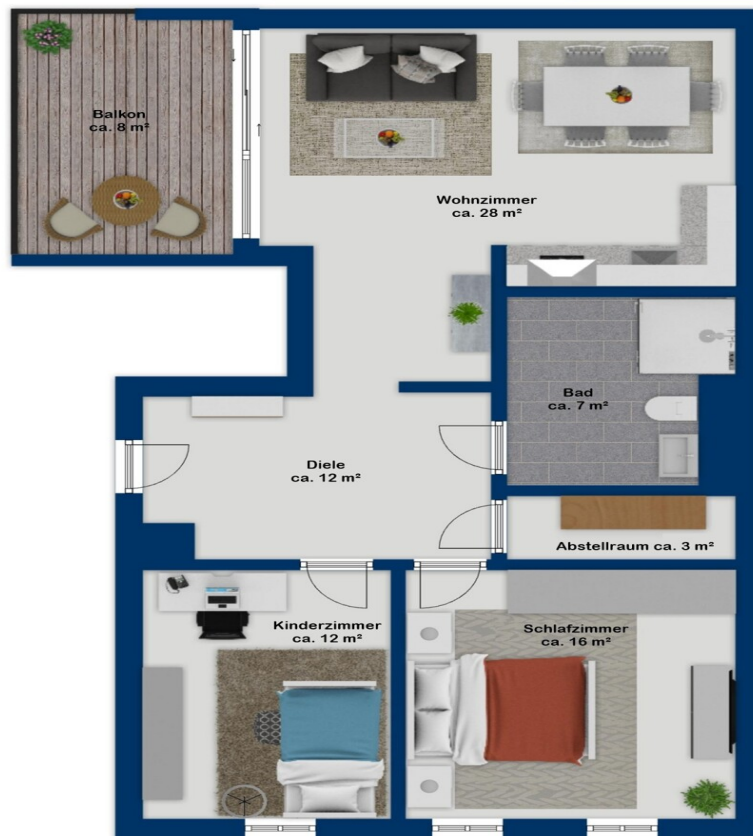 Balkon
ca. 8 m²
Wohnzimmer
ca. 28 m²
Bad
ca. 7 m²
Diele
ca. 12 m²
Abstellraum ca. 3 m²
Kinderzimmer
ca. 12 m²
Schlafzimmer
ca. 16 m²